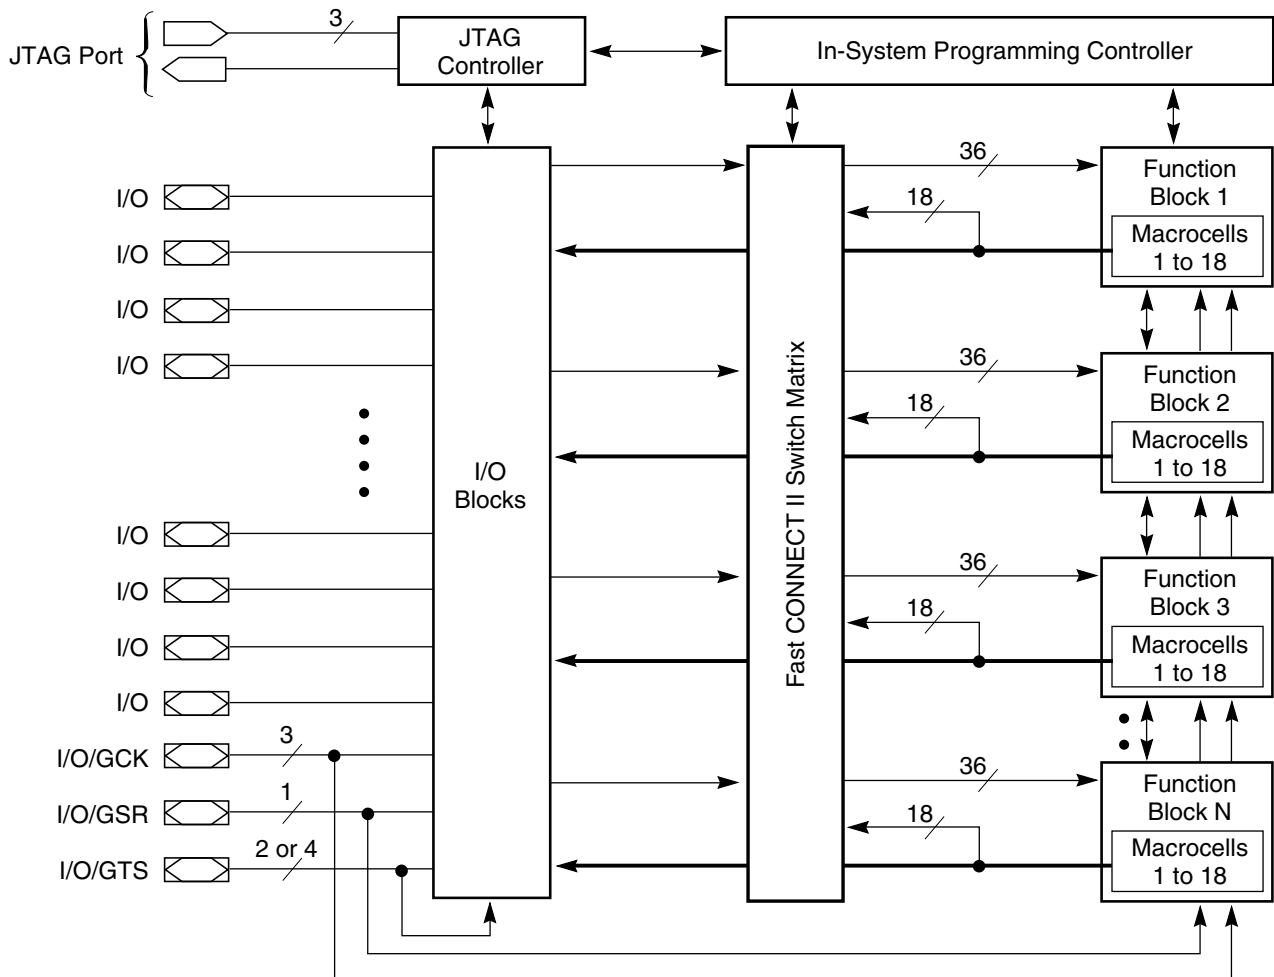 JTAG Port
3
JTAG
Controller
In-System Programming Controller
I/O
I/O
I/O
I/O
I/O
I/O
I/O
I/O
I/O/GCK
3
I/O/GSR
1
I/O/GTS
2 or 4
I/O
Blocks
Fast CONNECT II Switch Matrix
36
18
Function
Block 1
Macrocells
1 to 18
36
18
Function
Block 2
Macrocells
1 to 18
36
18
Function
Block 3
Macrocells
1 to 18
36
18
Function
Block N
Macrocells
1 to 18